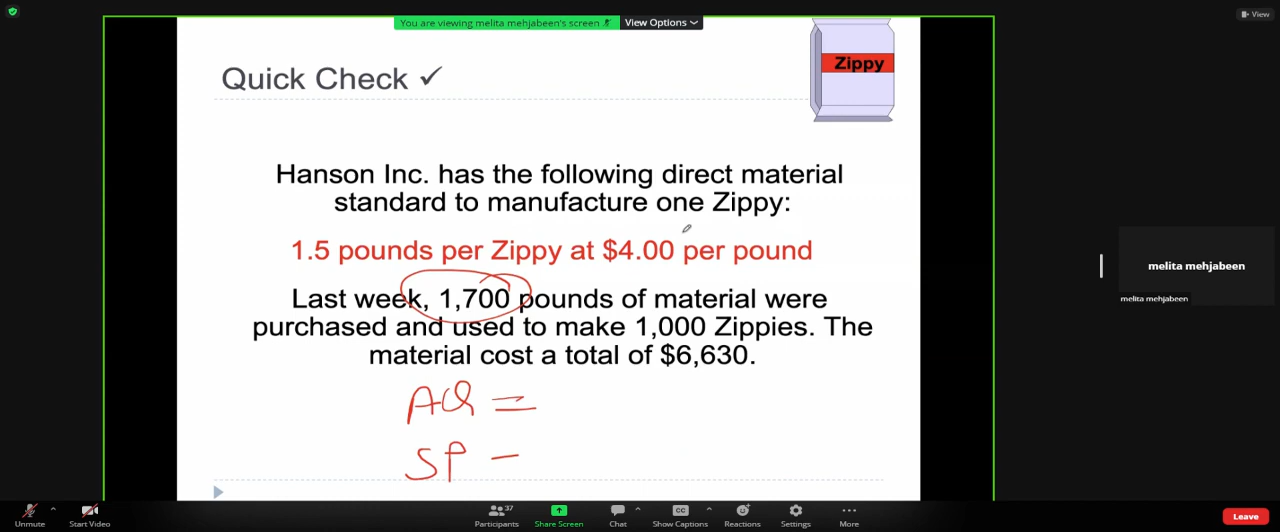 You are viewing melita mehjabeen's screen
View Options
View
Zippy
Quick Check ✓
Hanson Inc. has the following direct material
standard to manufacture one Zippy:
1.5 pounds per Zippy at $4.00 per pound
Last week, 1,700 pounds of material were
purchased and used to make 1,000 Zippies. The
material cost a total of $6,630.
AQ =
SP -
melita mehjabeen
melita mehjabeen
Unmute
Start Video
37
Participants
Share Screen
Chat
CC
Show Captions
Reactions
Settings
More
Leave